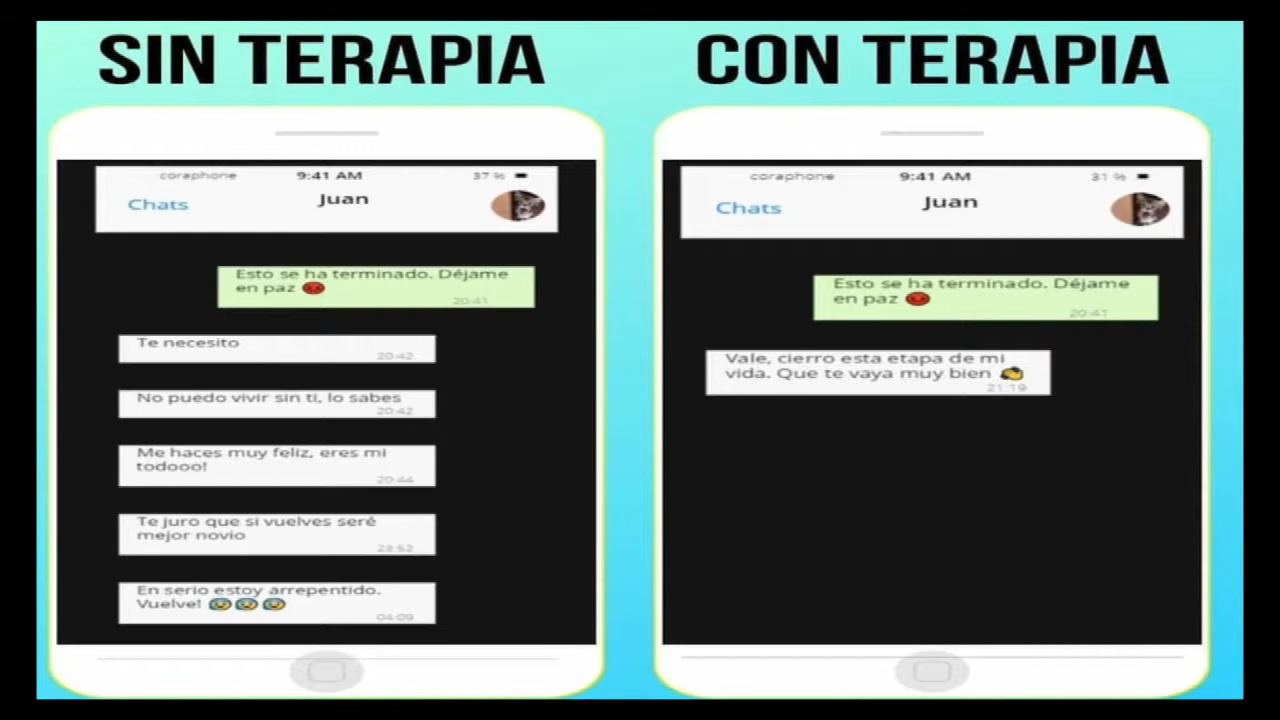 SIN TERAPIA
coraphone 9:41 AM 37 %
Chats Juan
Esto se ha terminado. Déjame
en paz
20:41
Te necesito
20:42
No puedo vivir sin ti, lo sabes
20:42
Me haces muy feliz, eres mi
todooo!
20:44
Te juro que si vuelves seré
mejor novio
23:52
En serio estoy arrepentido.
Vuelve!
04:09
CON TERAPIA
coraphone 9:41 AM 31 %
Chats Juan
Esto se ha terminado. Déjame
en paz
20:41
Vale, cierro esta etapa de mi
vida. Que te vaya muy bien
21:19